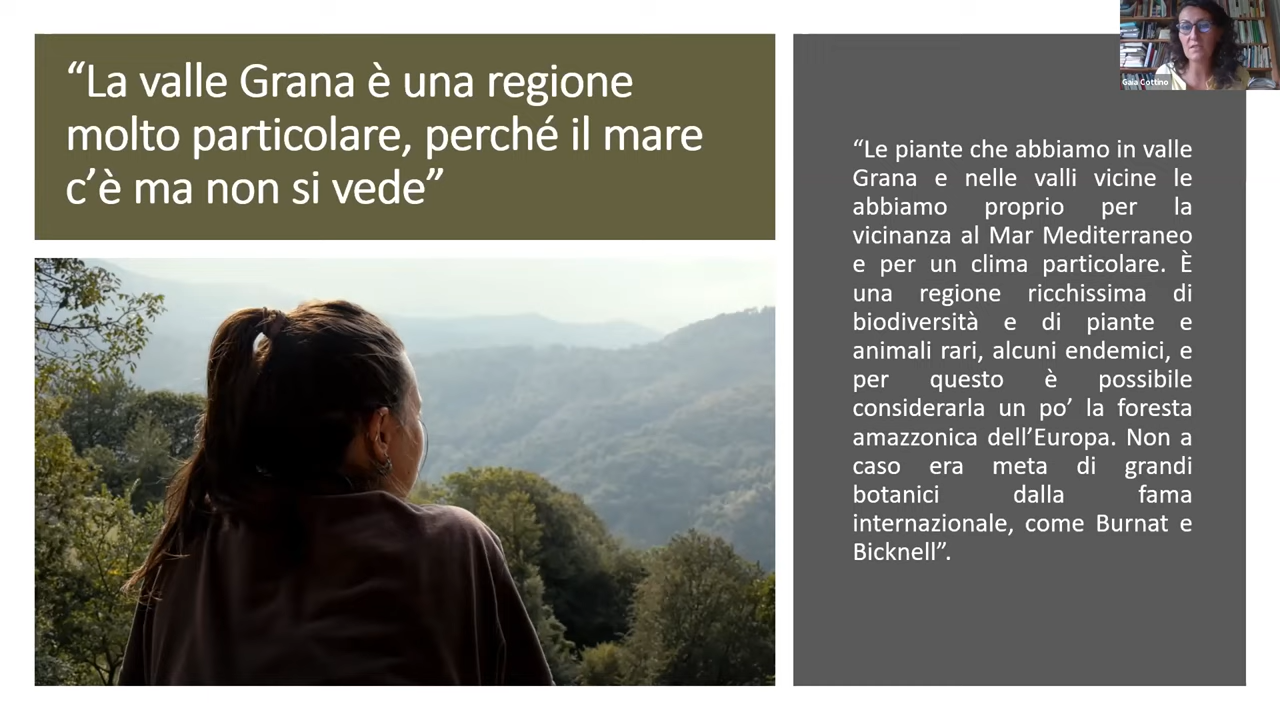 “La valle Grana è una regione
molto particolare, perché il mare
c’è ma non si vede”
Gaia Cottino
“Le piante che abbiamo in valle
Grana e nelle valli vicine le
abbiamo proprio per la
vicinanza al Mar Mediterraneo
e per un clima particolare. È
una regione ricchissima di
biodiversità e di piante e
animali rari, alcuni endemici, e
per questo è possibile
considerarla un po’ la foresta
amazzonica dell’Europa. Non a
caso era meta di grandi
botanici dalla fama
internazionale, come Burnat e
Bicknell”.